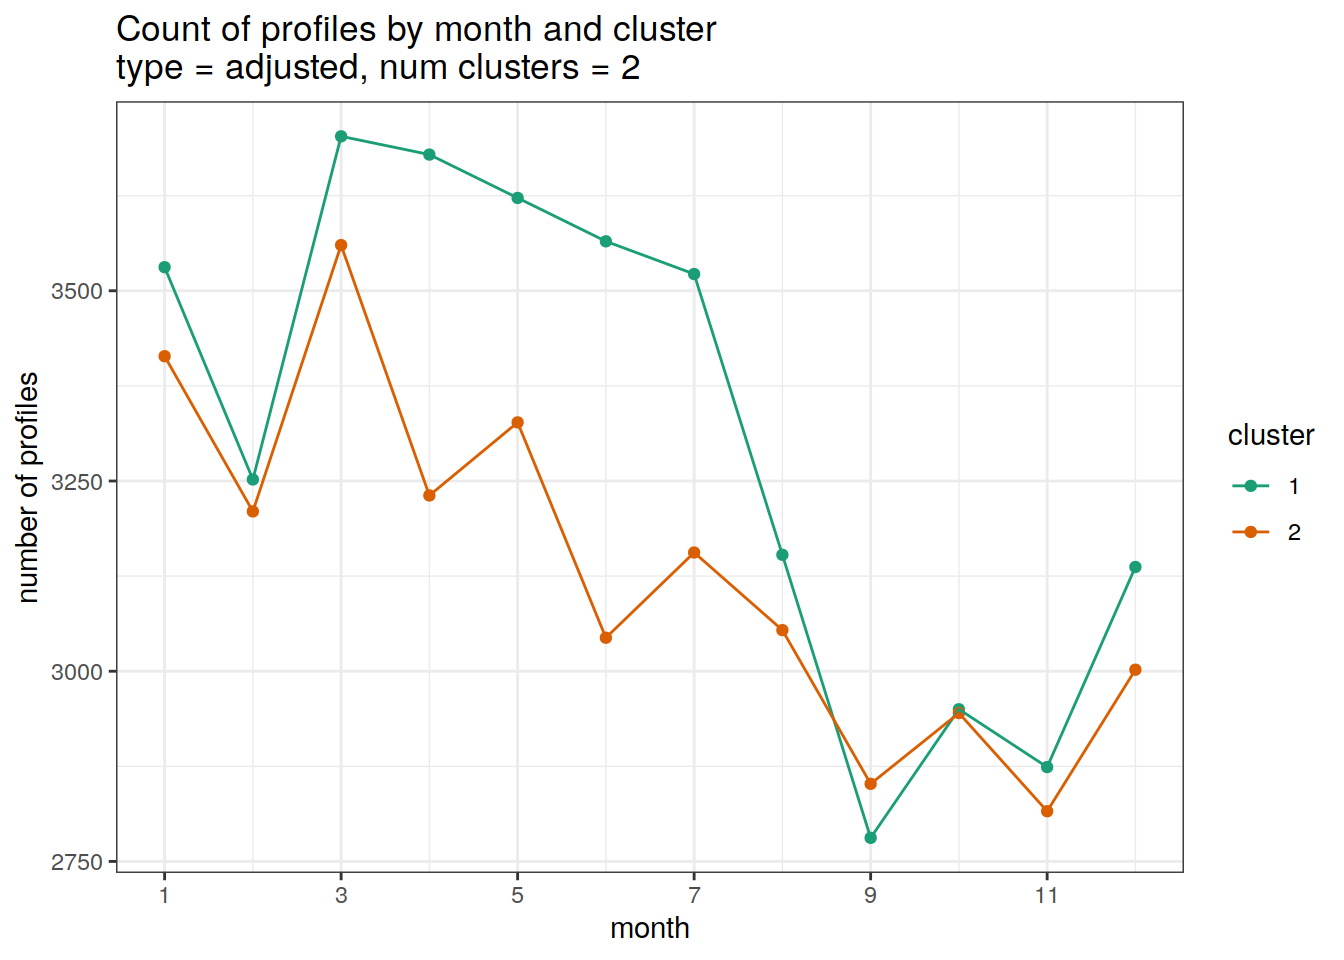 Count of profiles by month and cluster
type = adjusted, num clusters = 2
number of profiles
3500
3250
3000
2750
1
3
5
7
9
11
month
cluster
1
2